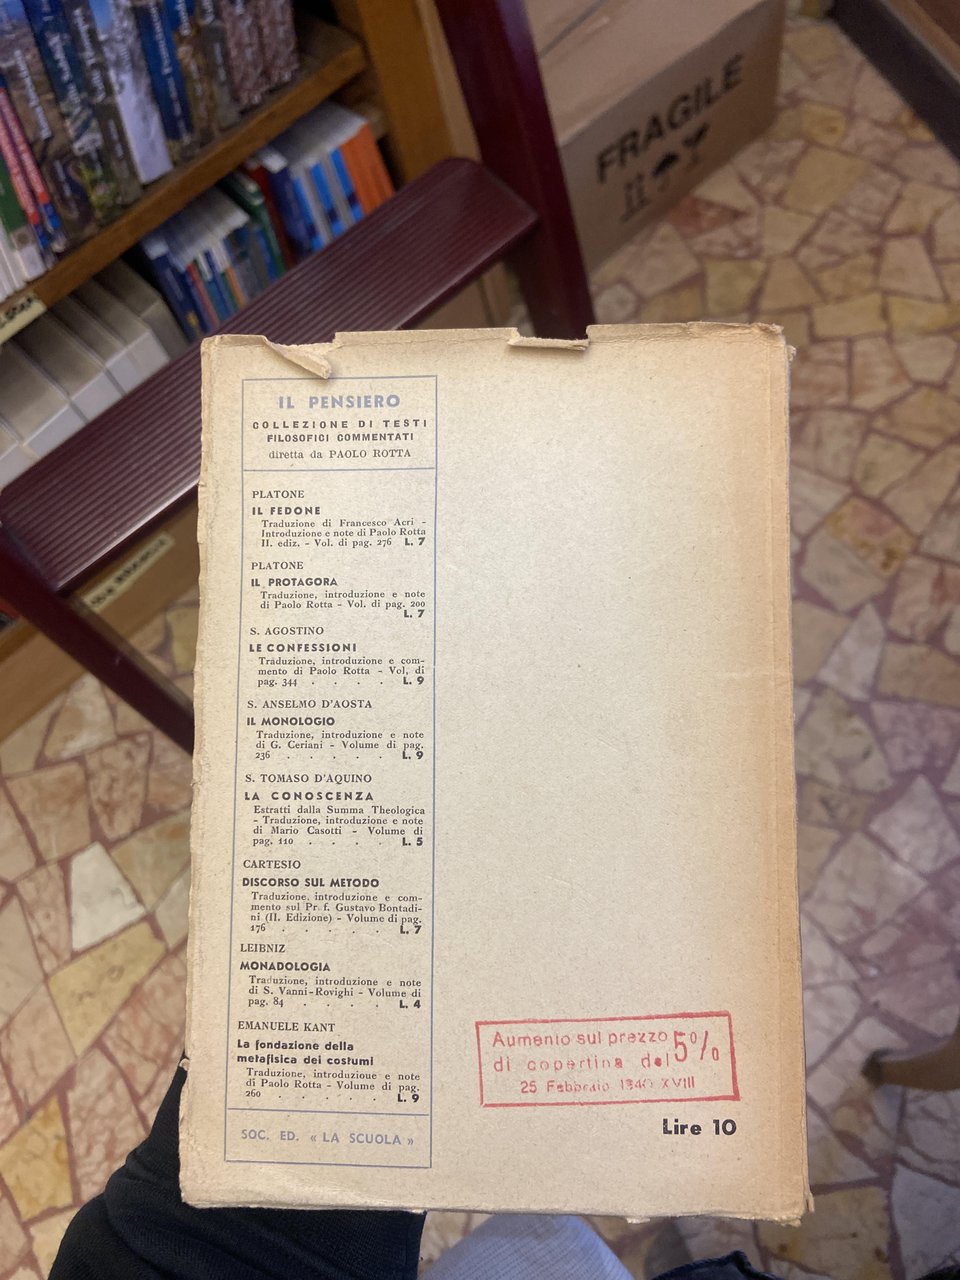 FRAGILE
IL PENSIERO
COLLEZIONE DI TESTI
FILOSOFICI COMMENTATI
diretta da PAOLO ROTTA
PLATONE
IL FEDONE
Traduzione di Francesco Acri -
Introduzione e note di Paolo Rotta
II. ediz. - Vol. di pag. 276 L. 7
PLATONE
IL PROTAGORA
Traduzione, introduzione e note
di Paolo Rotta - Vol. di pag. 200
L. 7
S. AGOSTINO
LE CONFESSIONI
Traduzione, introduzione e com-
mento di Paolo Rotta - Vol. di
pag. 344 . . . . . L. 9
S. ANSELMO D'AOSTA
IL MONOLOGIO
Traduzione, introduzione e note
di G. Ceriani - Volume di pag.
236 . . . . . . L. 9
S. TOMASO D'AQUINO
LA CONOSCENZA
Estratti dalla Summa Theologica
- Traduzione, introduzione e note
di Mario Casotti - Volume di
pag. 110 . . . . . L. 5
CARTESIO
DISCORSO SUL METODO
Traduzione, introduzione e com-
mento sul Pr. f. Gustavo Bontadi-
ni (II. Edizione) - Volume di pag.
176 . . . . . . L. 7
LEIBNIZ
MONADOLOGIA
Traduzione, introduzione e note
di S. Vanni-Rovighi - Volume di
pag. 84 . . . . . L. 4
EMANUELE KANT
La fondazione della
metafisica dei costumi
Traduzione, introduzioue e note
di Paolo Rotta - Volume di pag.
260 . . . . . . L. 9
SOC. ED. « LA SCUOLA »
Aumento sul prezzo
di copertina del 5%
25 Febbraio 1940 XVIII
Lire 10